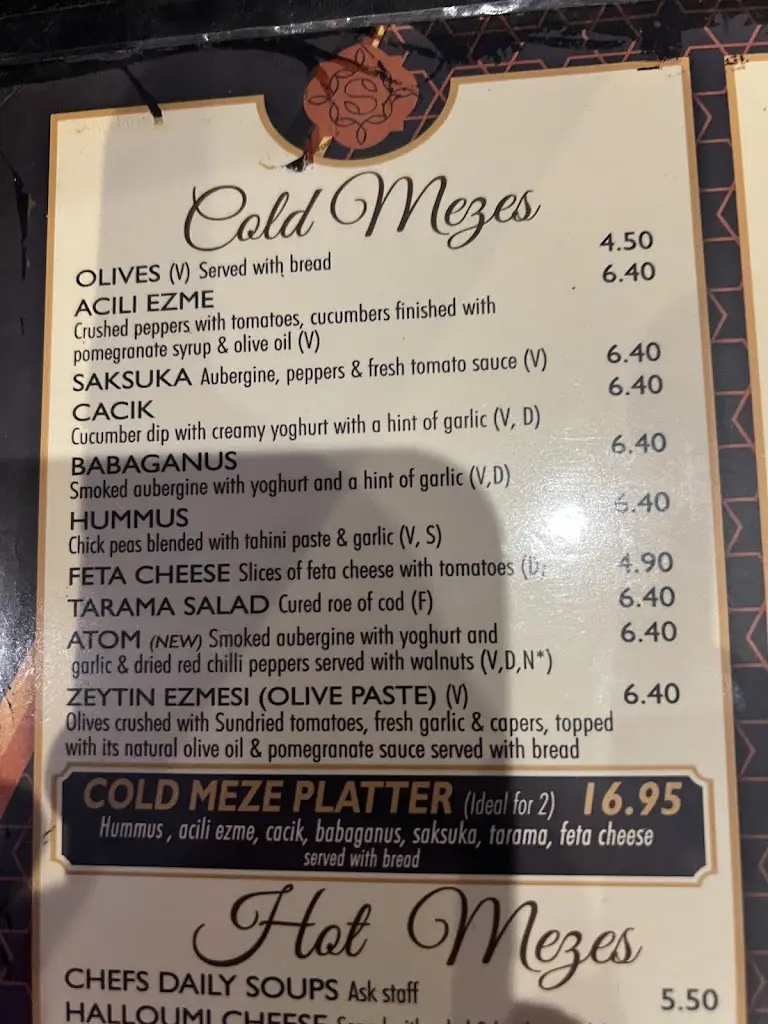 Cold Mezes
OLIVES (V) Served with bread 4.50
ACILI EZME 6.40
Crushed peppers with tomatoes, cucumbers finished with
pomegranate syrup & olive oil (V)
SAKSUKA Aubergine, peppers & fresh tomato sauce (V) 6.40
CACIK 6.40
Cucumber dip with creamy yoghurt with a hint of garlic (V, D)
BABAGANUS 6.40
Smoked aubergine with yoghurt and a hint of garlic (V,D)
HUMMUS 6.40
Chick peas blended with tahini paste & garlic (V, S)
FETA CHEESE Slices of feta cheese with tomatoes 4.90
TARAMA SALAD Cured roe of cod (F) 6.40
ATOM (NEW) Smoked aubergine with yoghurt and 6.40
garlic & dried red chilli peppers served with walnuts (V,D,N*)
ZEYTIN EZMESI (OLIVE PASTE) (V) 6.40
Olives crushed with Sundried tomatoes, fresh garlic & capers, topped
with its natural olive oil & pomegranate sauce served with bread
COLD MEZE PLATTER (Ideal for 2) 16.95
Hummus , acili ezme, cacik, babaganus, saksuka, tarama, feta cheese
served with bread
Hot Mezes
CHEFS DAILY SOUPS Ask staff 5.50
HALLOUMI CHEESE